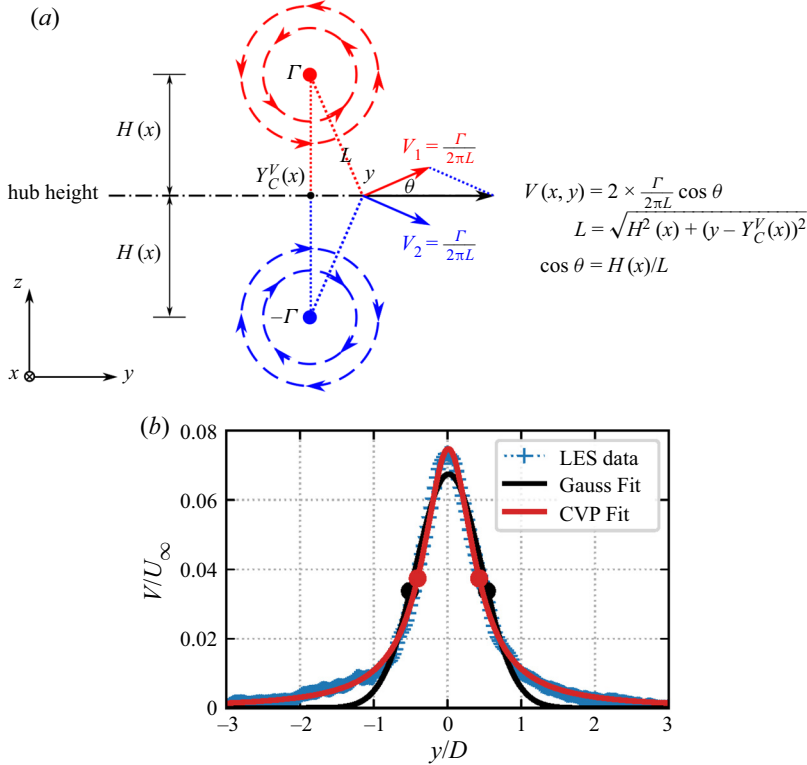 (a)
Γ
H(x)
L
y
V₁ = Γ/2πL
Y_C^V(x)
θ
hub height
V(x, y) = 2 × Γ/2πL cos θ
L = √H²(x) + (y – Y_C^V(x))²
cos θ = H(x)/L
H(x)
V₂ = Γ/2πL
z
–Γ
x
y
(b)
0.08
LES data
Gauss Fit
CVP Fit
0.06
V/U∞
0.04
0.02
0
–3
–2
–1
0
1
2
3
y/D